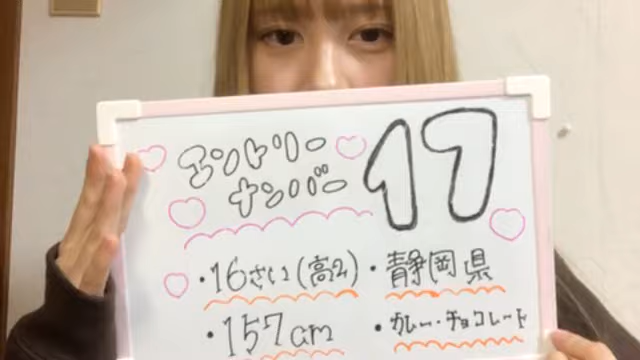 エントリー
ナンバー 17
・16さい(高2) ・静岡県
・157cm ・カレー・チョコレート